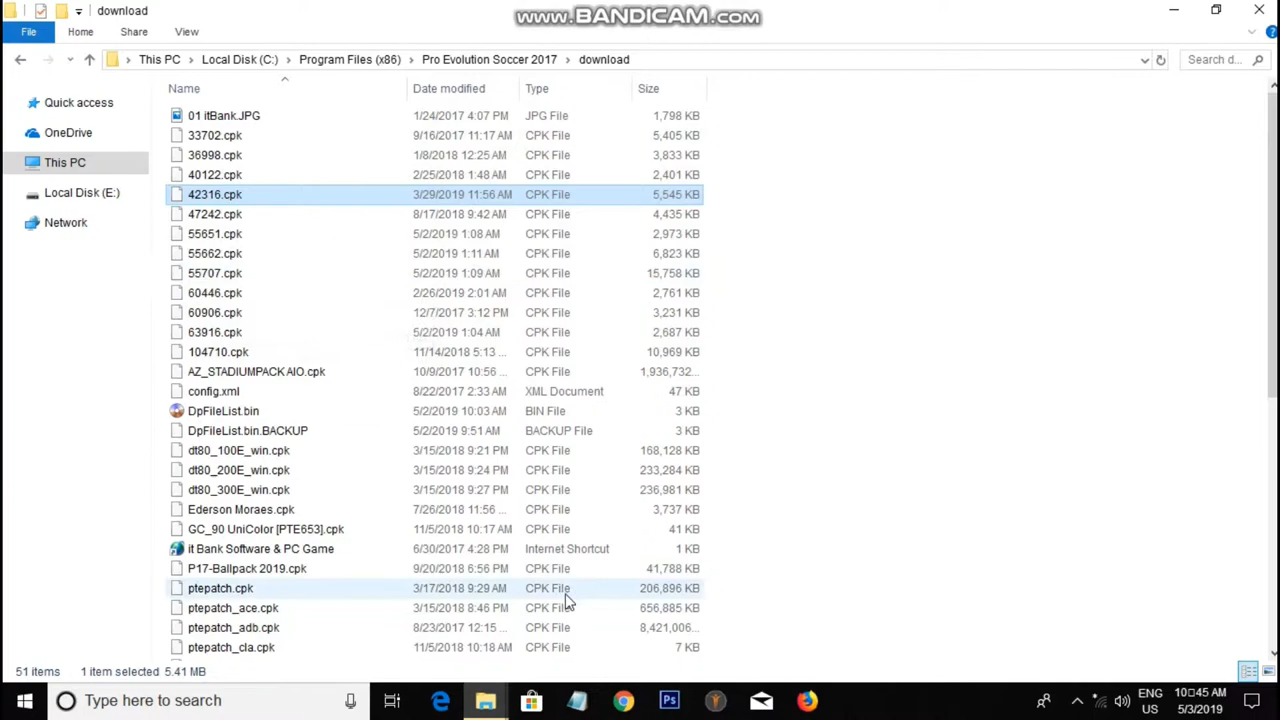 download
www.BANDICAM.com
File Home Share View
This PC > Local Disk (C:) > Program Files (x86) > Pro Evolution Soccer 2017 > download
Search d...
Name Date modified Type Size
Quick access
OneDrive
This PC
Local Disk (E:)
Network
01 itBank.JPG 1/24/2017 4:07 PM JPG File 1,798 KB
33702.cpk 9/16/2017 11:17 AM CPK File 5,405 KB
36998.cpk 1/8/2018 12:25 AM CPK File 3,833 KB
40122.cpk 2/25/2018 1:48 AM CPK File 2,401 KB
42316.cpk 3/29/2019 11:56 AM CPK File 5,545 KB
47242.cpk 8/17/2018 9:42 AM CPK File 4,435 KB
55651.cpk 5/2/2019 1:08 AM CPK File 2,973 KB
55662.cpk 5/2/2019 1:11 AM CPK File 6,823 KB
55707.cpk 5/2/2019 1:09 AM CPK File 15,758 KB
60446.cpk 2/26/2019 2:01 AM CPK File 2,761 KB
60906.cpk 12/7/2017 3:12 PM CPK File 3,231 KB
63916.cpk 5/2/2019 1:04 AM CPK File 2,687 KB
104710.cpk 11/14/2018 5:13 ... CPK File 10,969 KB
AZ_STADIUMPACK AIO.cpk 10/9/2017 10:56 ... CPK File 1,936,732...
config.xml 8/22/2017 2:33 AM XML Document 47 KB
DpFileList.bin 5/2/2019 10:03 AM BIN File 3 KB
DpFileList.bin.BACKUP 5/2/2019 9:51 AM BACKUP File 3 KB
dt80_100E_win.cpk 3/15/2018 9:21 PM CPK File 168,128 KB
dt80_200E_win.cpk 3/15/2018 9:24 PM CPK File 233,284 KB
dt80_300E_win.cpk 3/15/2018 9:27 PM CPK File 236,981 KB
Ederson Moraes.cpk 7/26/2018 11:56 ... CPK File 3,737 KB
GC_90 UniColor [PTE653].cpk 11/5/2018 10:17 AM CPK File 41 KB
it Bank Software & PC Game 6/30/2017 4:28 PM Internet Shortcut 1 KB
P17-Ballpack 2019.cpk 9/20/2018 6:56 PM CPK File 41,788 KB
ptepatch.cpk 3/17/2018 9:29 AM CPK File 206,896 KB
ptepatch_ace.cpk 3/15/2018 8:46 PM CPK File 656,885 KB
ptepatch_adb.cpk 8/23/2017 12:15 ... CPK File 8,421,006...
ptepatch_cla.cpk 11/5/2018 10:18 AM CPK File 7 KB
51 items 1 item selected 5.41 MB
Type here to search
Ps
ENG
US
10:45 AM
5/3/2019